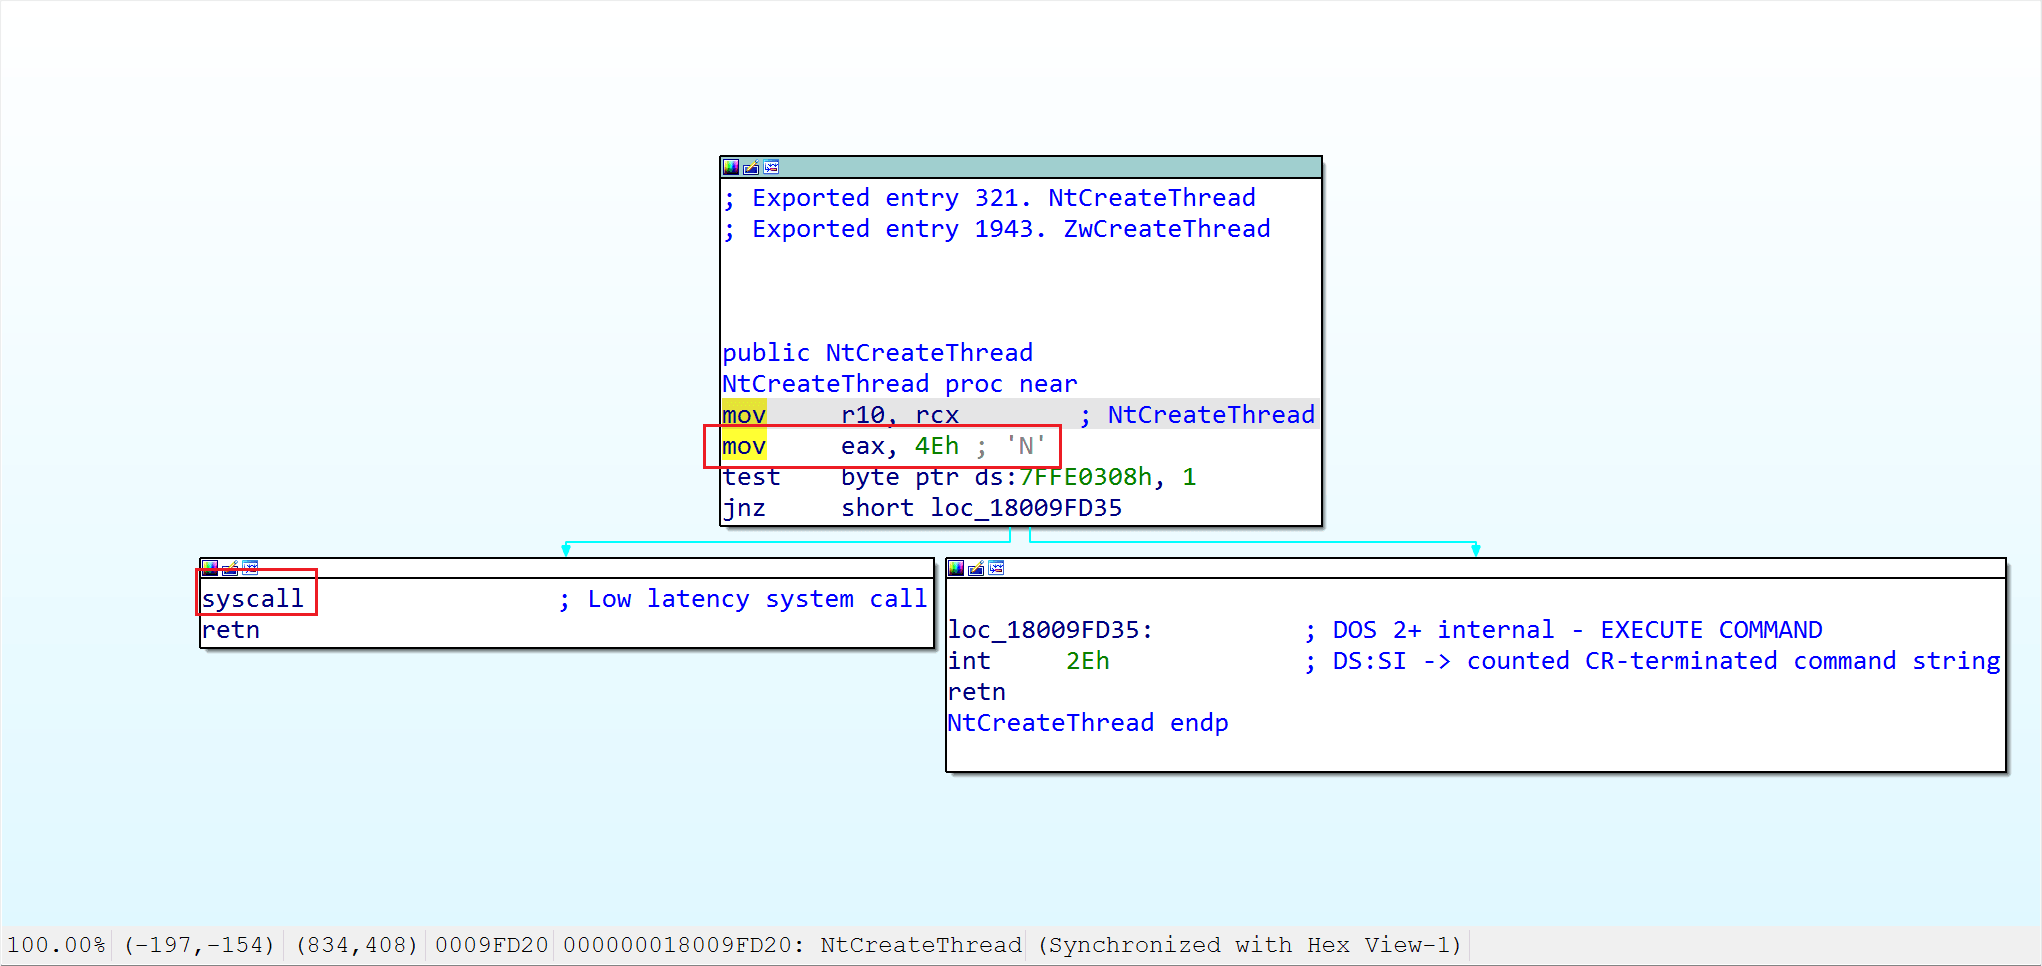 ; Exported entry 321. NtCreateThread
; Exported entry 1943. ZwCreateThread
public NtCreateThread
NtCreateThread proc near
mov     r10, rcx        ; NtCreateThread
mov     eax, 4Eh ; 'N'
test    byte ptr ds:7FFE0308h, 1
jnz     short loc_18009FD35
syscall                 ; Low latency system call
retn
loc_18009FD35:          ; DOS 2+ internal - EXECUTE COMMAND
int     2Eh             ; DS:SI -> counted CR-terminated command string
retn
NtCreateThread endp
100.00% (-197,-154) (834,408) 0009FD20 000000018009FD20: NtCreateThread (Synchronized with Hex View-1)